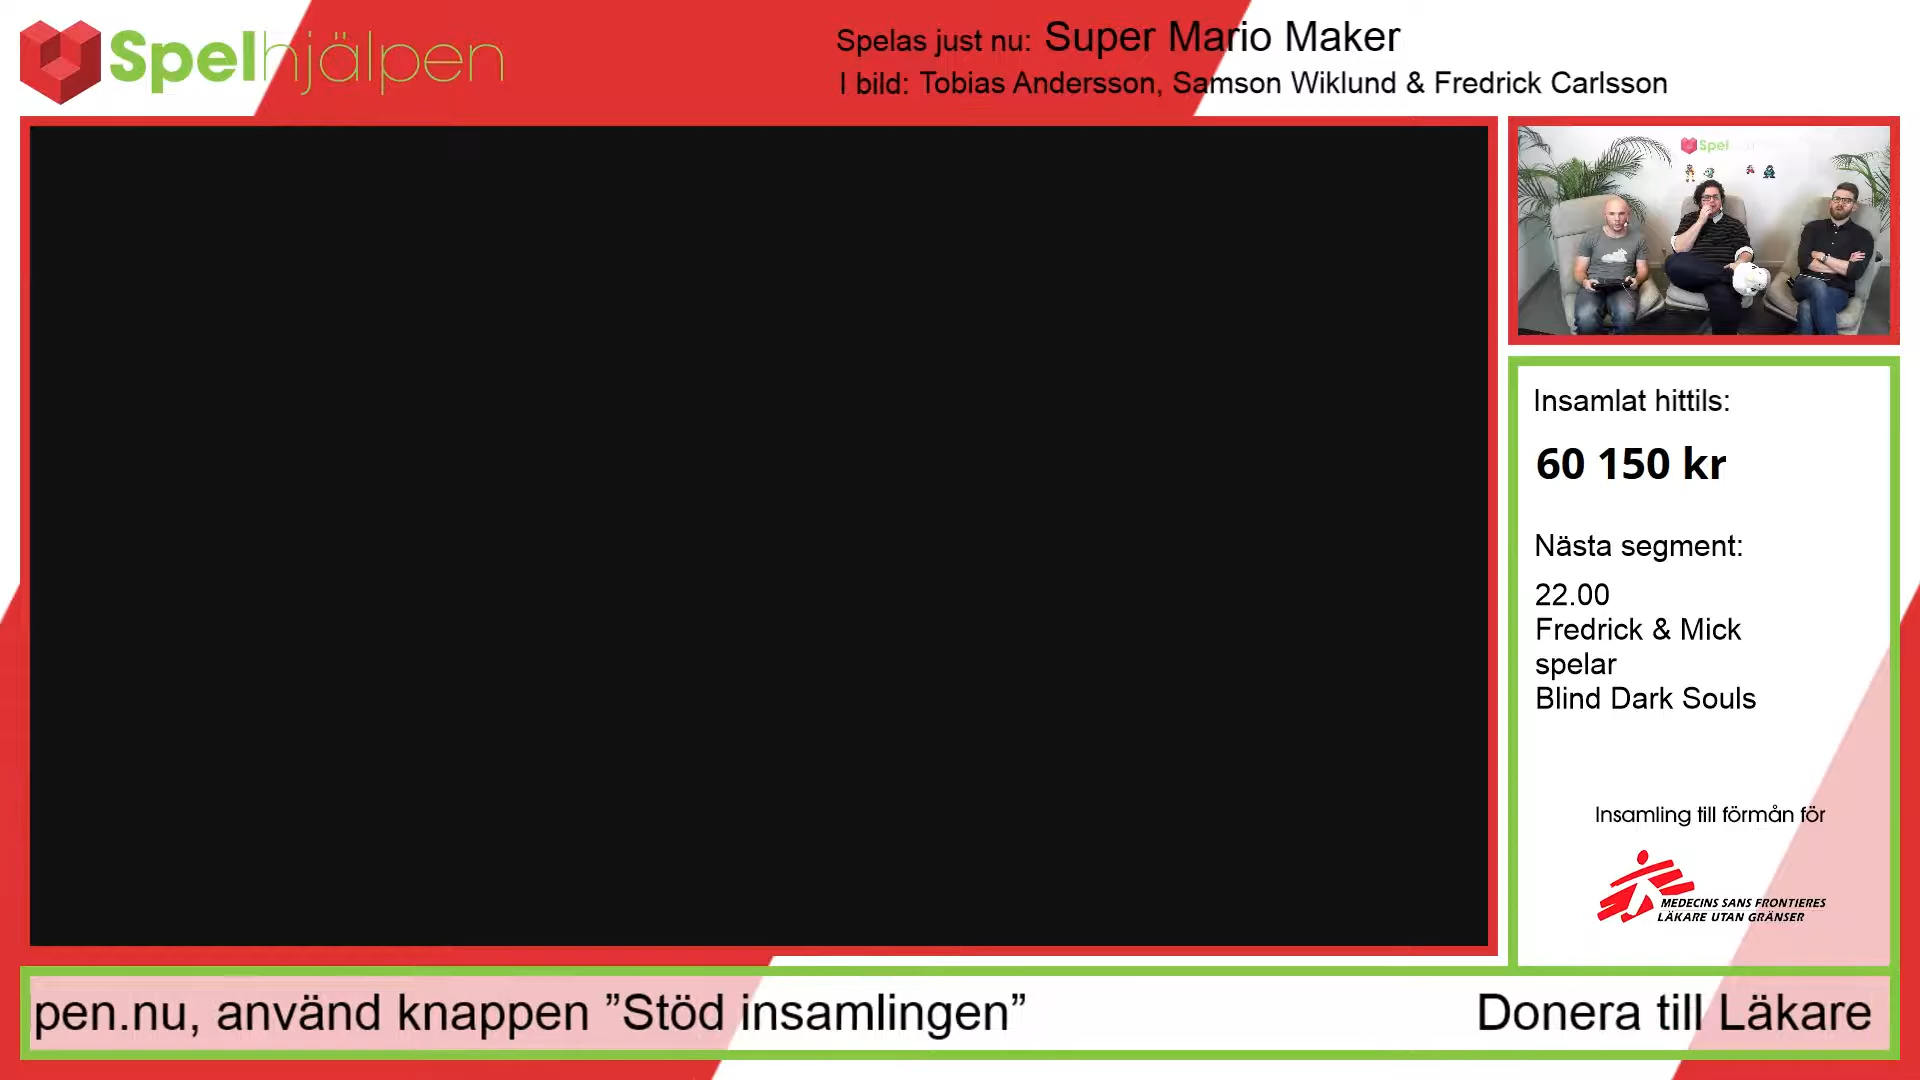 Spelhjälpen
Spelas just nu: Super Mario Maker
I bild: Tobias Andersson, Samson Wiklund & Fredrick Carlsson
Spel
Insamlat hittils:
60 150 kr
Nästa segment:
22.00
Fredrick & Mick
spelar
Blind Dark Souls
Insamling till förmån för
MEDECINS SANS FRONTIERES
LÄKARE UTAN GRÄNSER
pen.nu, använd knappen ”Stöd insamlingen” Donera till Läkare